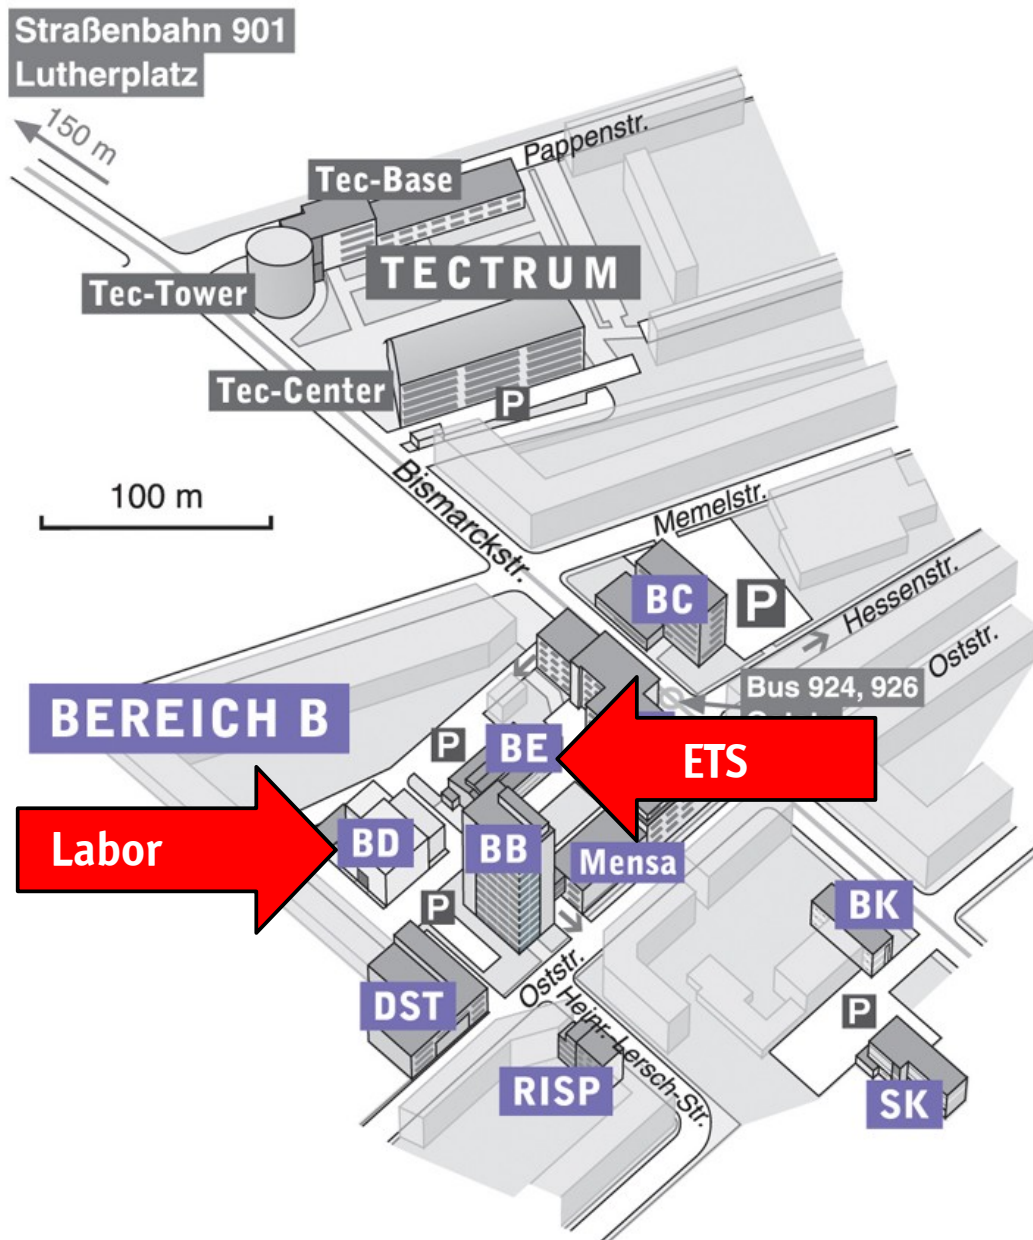 Straßenbahn 901
Lutherplatz
150 m
Pappenstr.
Tec-Base
TECTRUM
Tec-Tower
Tec-Center
P
Bismarckstr.
100 m
Memelstr.
BC
P
Hessenstr.
Oststr.
Bus 924, 926
BEREICH B
P
BE
ETS
Labor
BD
BB
Mensa
P
BK
Oststr.
DST
P
Heinr.-Lersch-Str.
RISP
SK